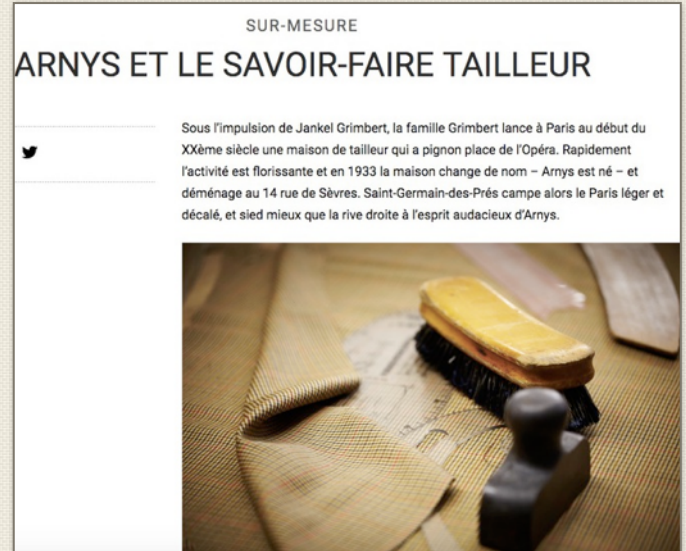 SUR-MESURE
ARNYS ET LE SAVOIR-FAIRE TAILLEUR
Sous l'impulsion de Jankel Grimbert, la famille Grimbert lance à Paris au début du
XXème siècle une maison de tailleur qui a pignon place de l'Opéra. Rapidement
l'activité est florissante et en 1933 la maison change de nom – Arnys est né – et
déménage au 14 rue de Sèvres. Saint-Germain-des-Prés campe alors le Paris léger et
décalé, et sied mieux que la rive droite à l'esprit audacieux d'Arnys.